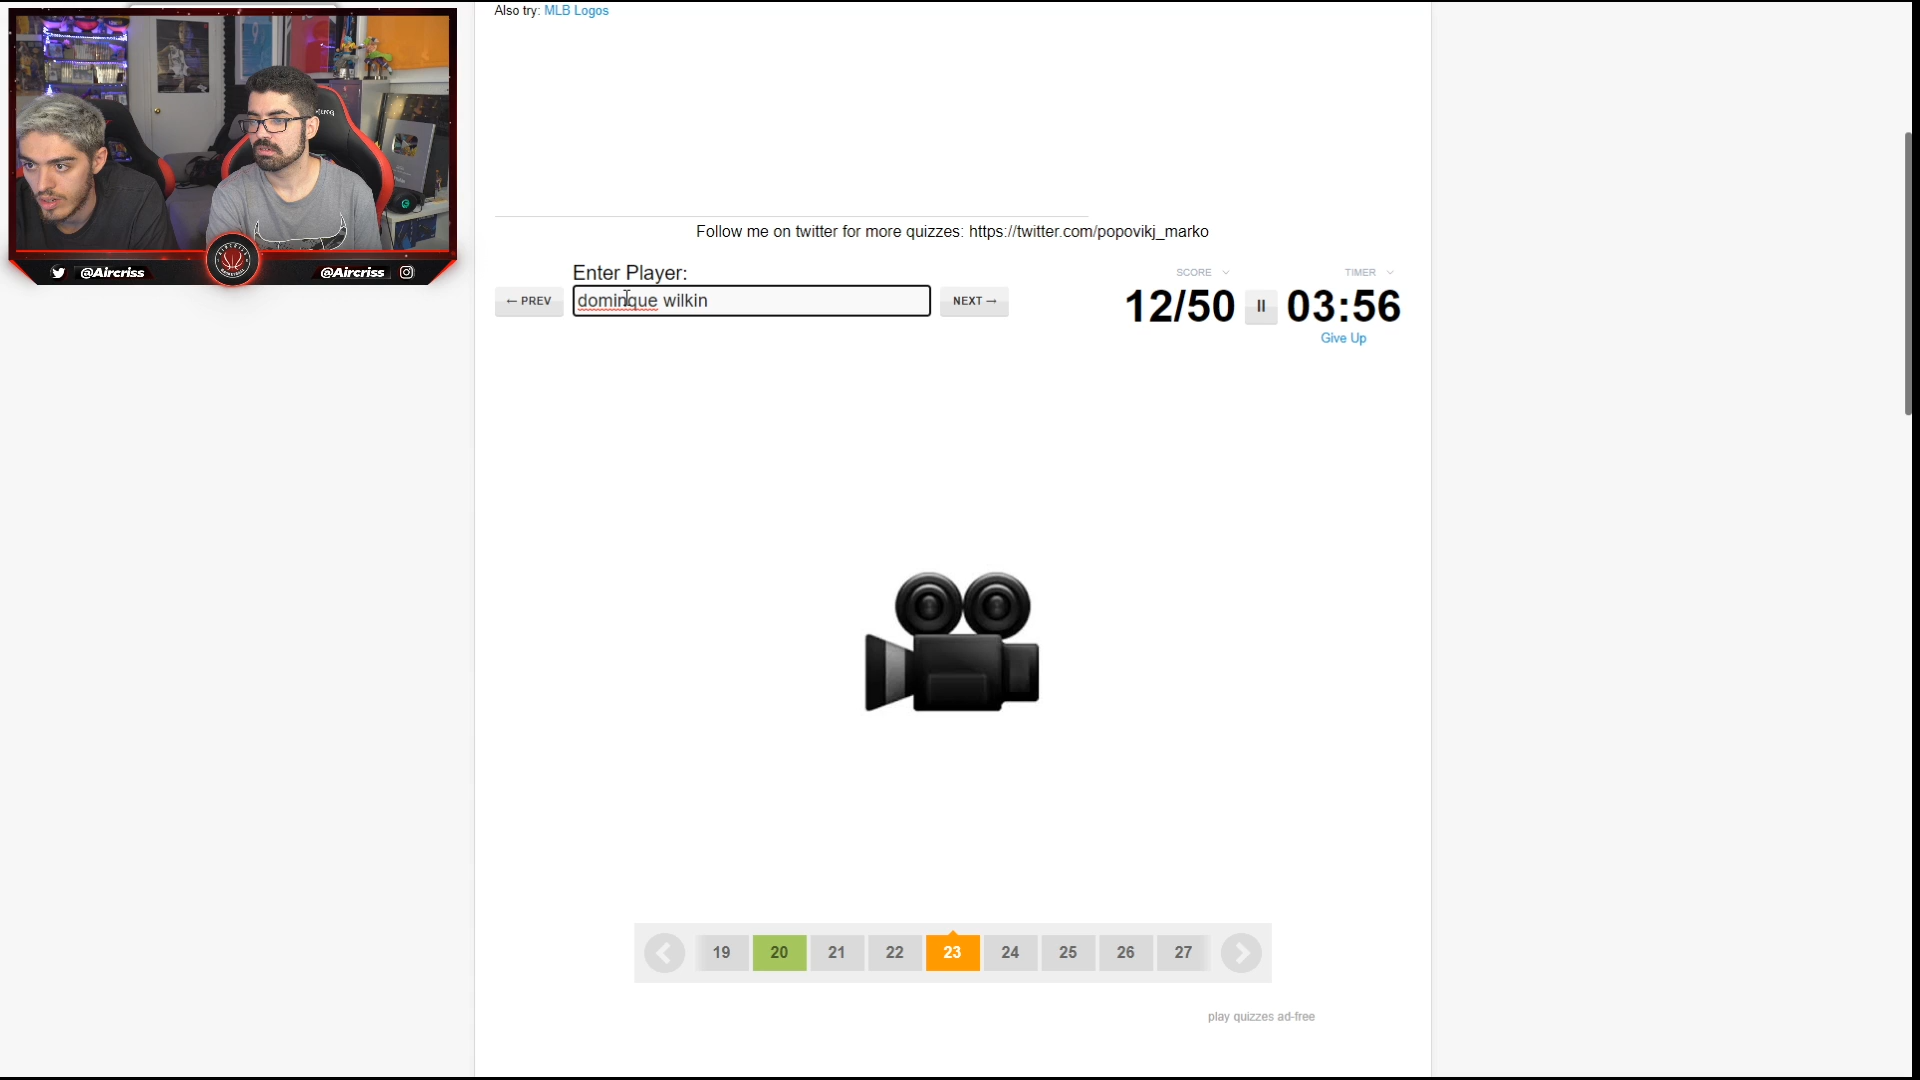 Also try: MLB Logos
Follow me on twitter for more quizzes: https://twitter.com/popovikj_marko
Enter Player:
← PREV
dominque wilkin
NEXT →
SCORE
12/50
TIMER
03:56
Give Up
@Aircriss
@Aircriss
19 20 21 22 23 24 25 26 27
play quizzes ad-free